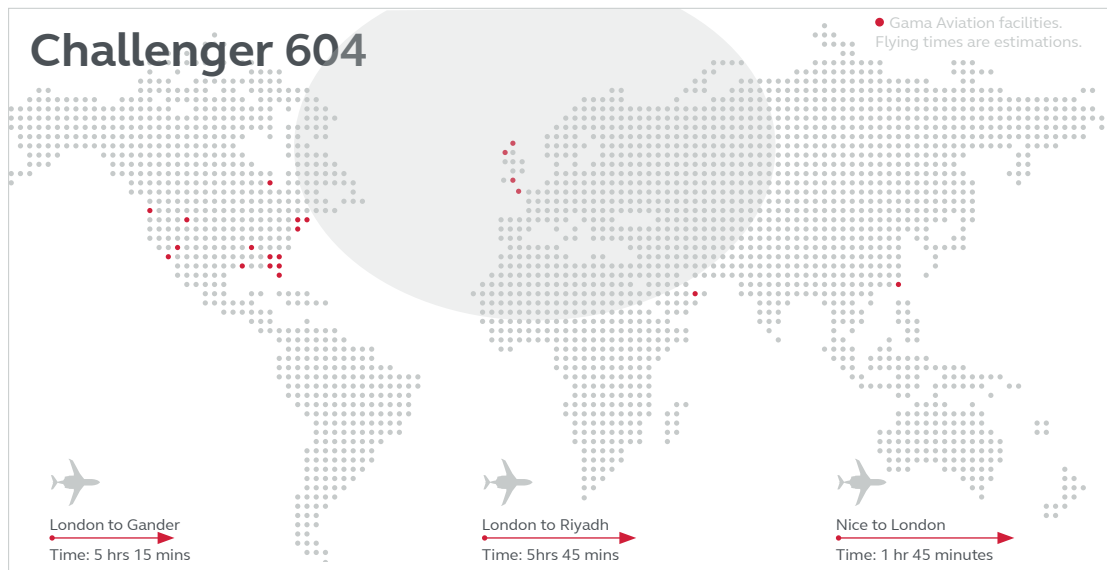 Challenger 604
Gama Aviation facilities.
Flying times are estimations.
London to Gander
Time: 5 hrs 15 mins
London to Riyadh
Time: 5hrs 45 mins
Nice to London
Time: 1 hr 45 minutes